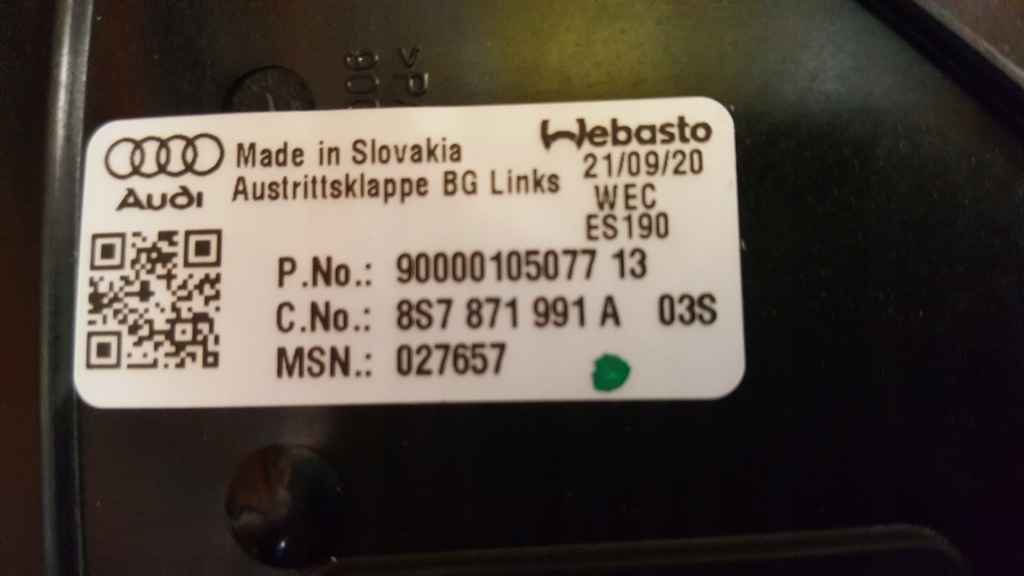 Audi
Made in Slovakia
Austrittsklappe BG Links
Webasto
21/09/20
WEC
ES190
P.No.: 90000105077 13
C.No.: 8S7 871 991 A 03S
MSN.: 027657